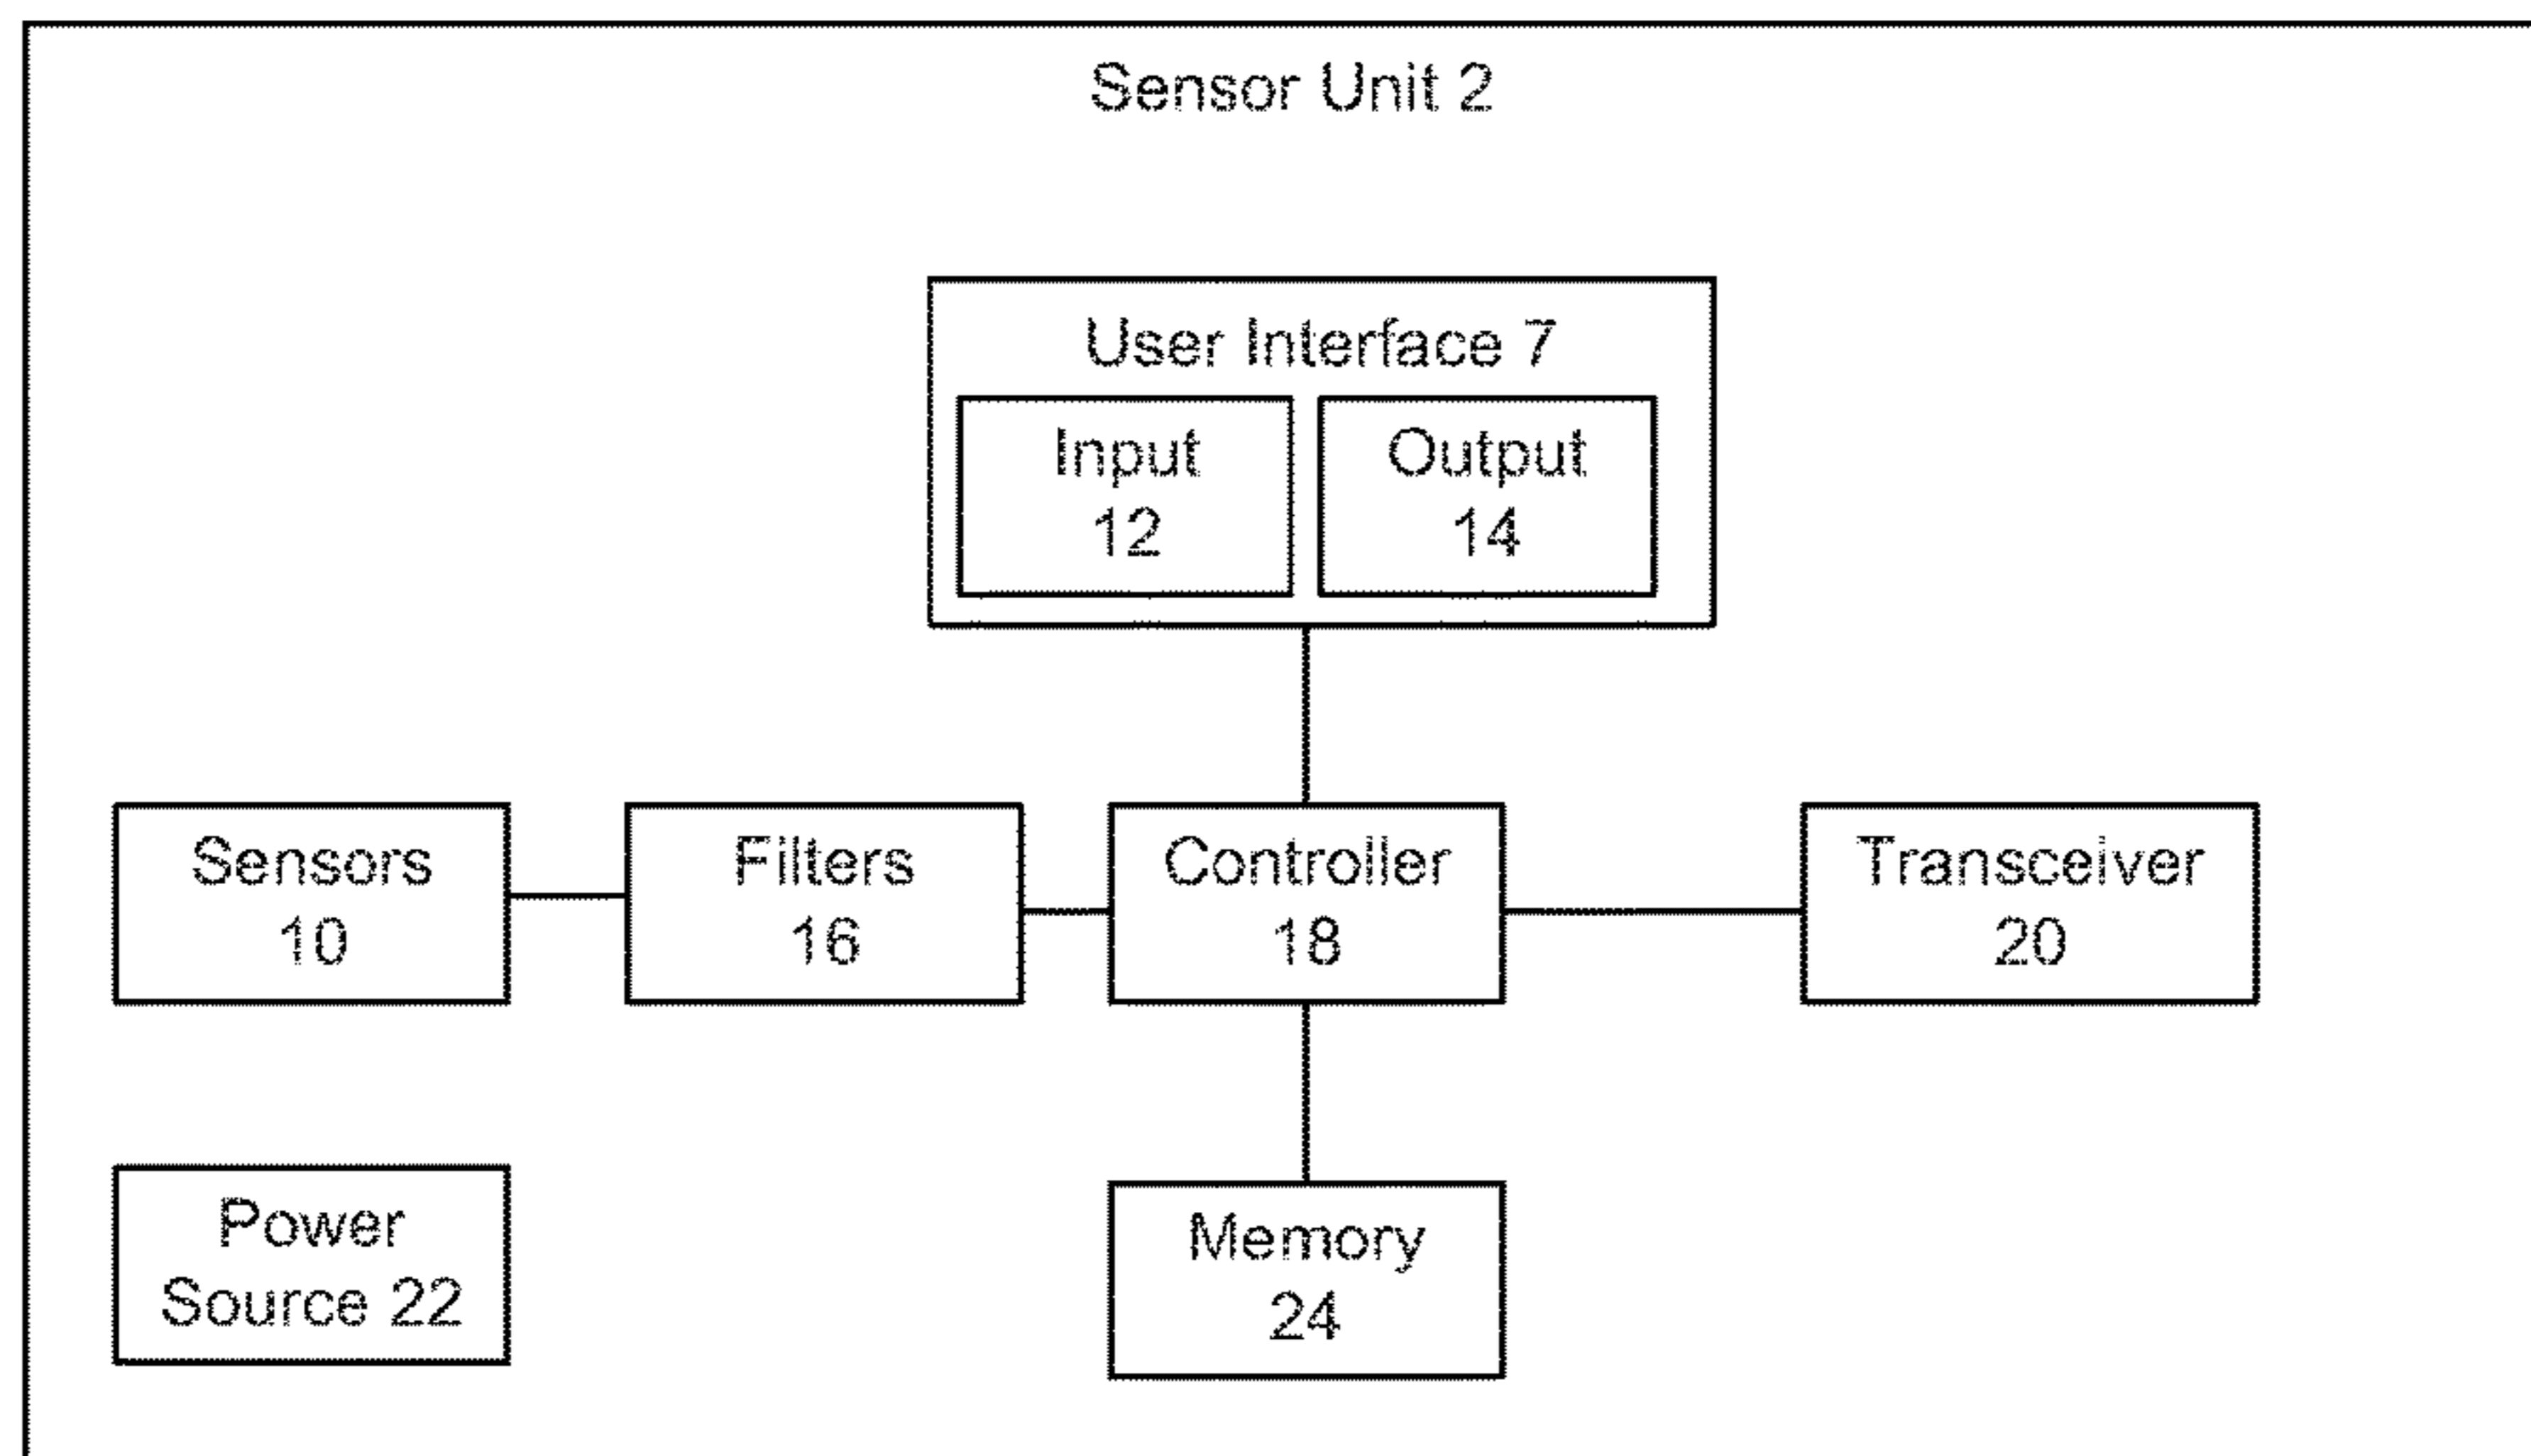 Sensor Unit 2
User Interface 7
Input
12
Output
14
Sensors
10
Filters
16
Controller
18
Transceiver
20
Power
Source 22
Memory
24